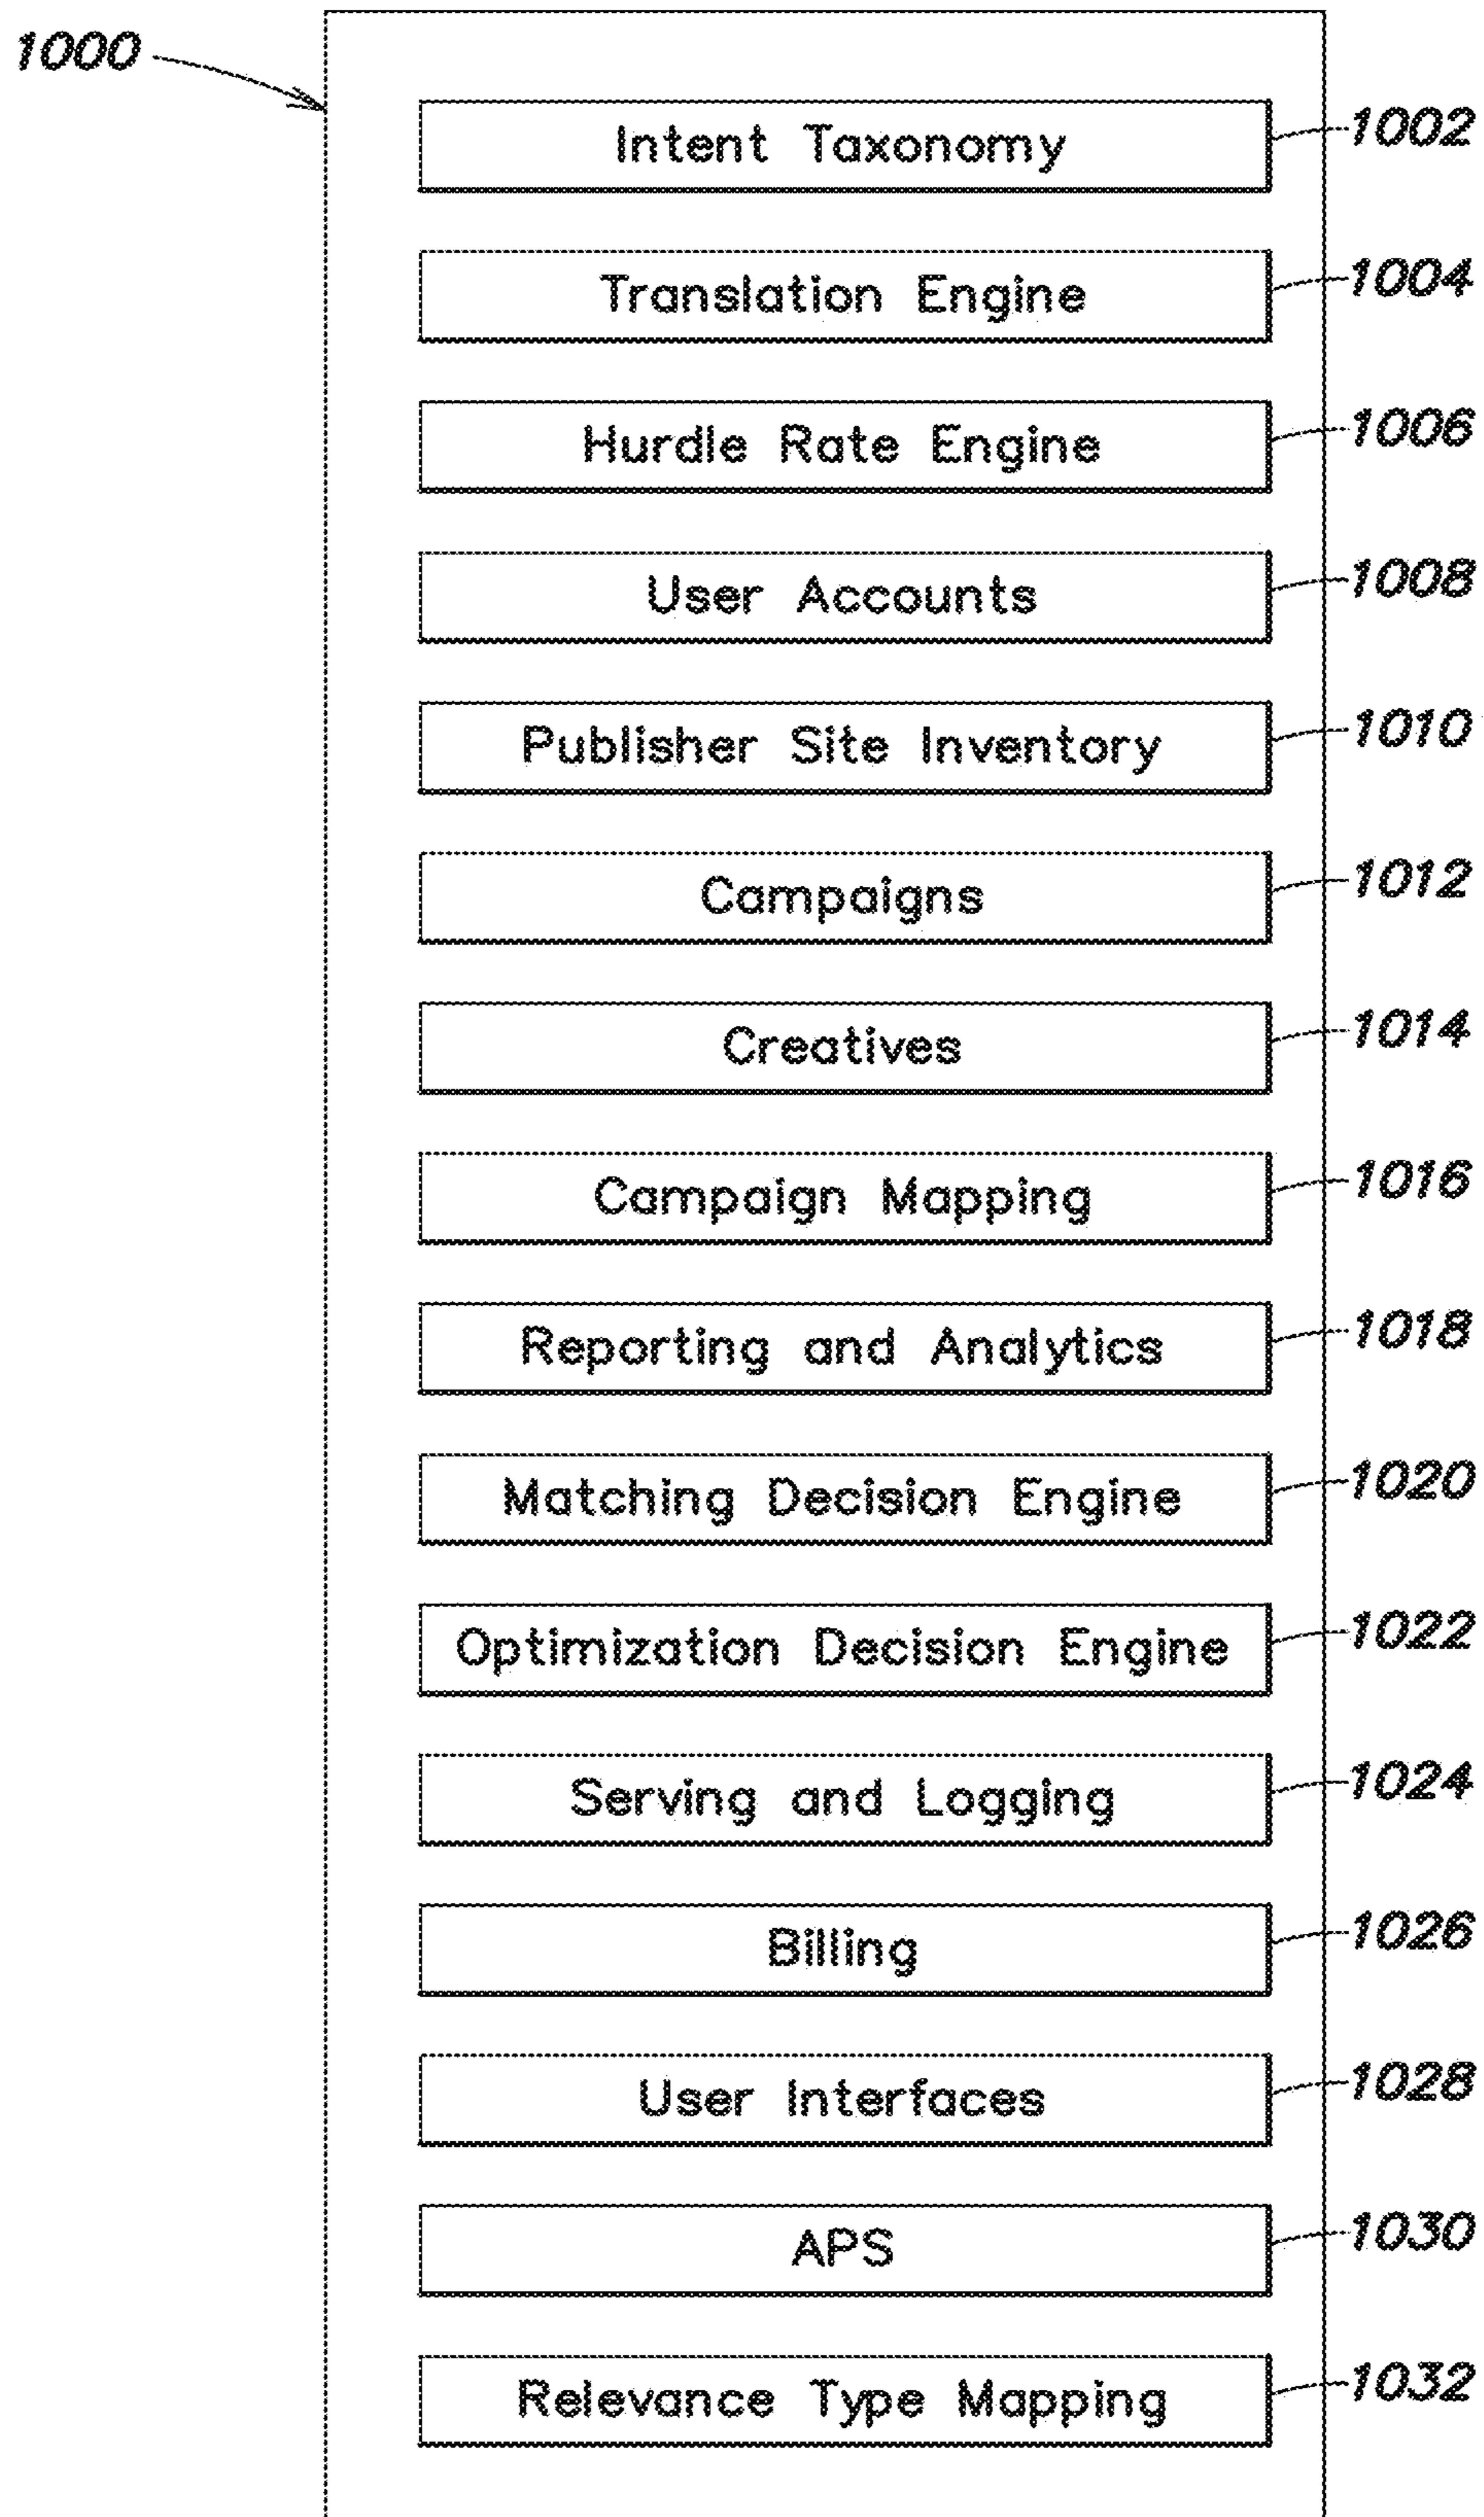 1000
Intent Taxonomy 1002
Translation Engine 1004
Hurdle Rate Engine 1006
User Accounts 1008
Publisher Site Inventory 1010
Campaigns 1012
Creatives 1014
Campaign Mapping 1016
Reporting and Analytics 1018
Matching Decision Engine 1020
Optimization Decision Engine 1022
Serving and Logging 1024
Billing 1026
User Interfaces 1028
APS 1030
Relevance Type Mapping 1032